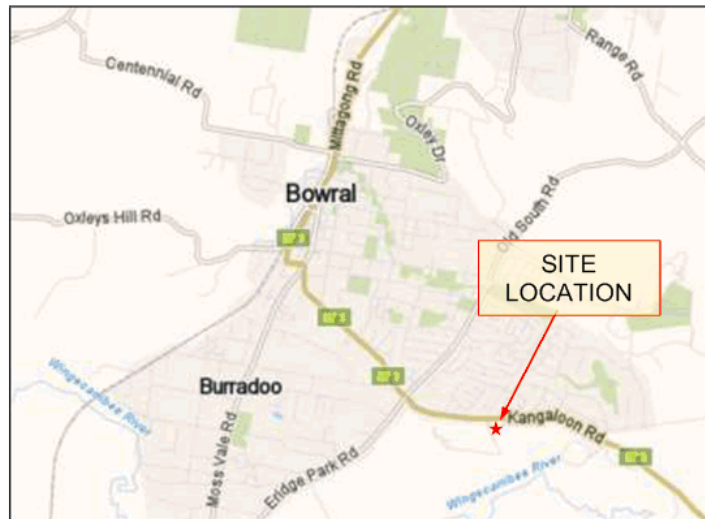 Range Rd
Centennial Rd
Mittagong Rd
Oxley Dr
Bowral
Oxleys Hill Rd
Old South Rd
SITE
LOCATION
Wingecarribee River
Burradoo
Moss Vale Rd
Eridge Park Rd
Kangaloon Rd
Wingecarribee River